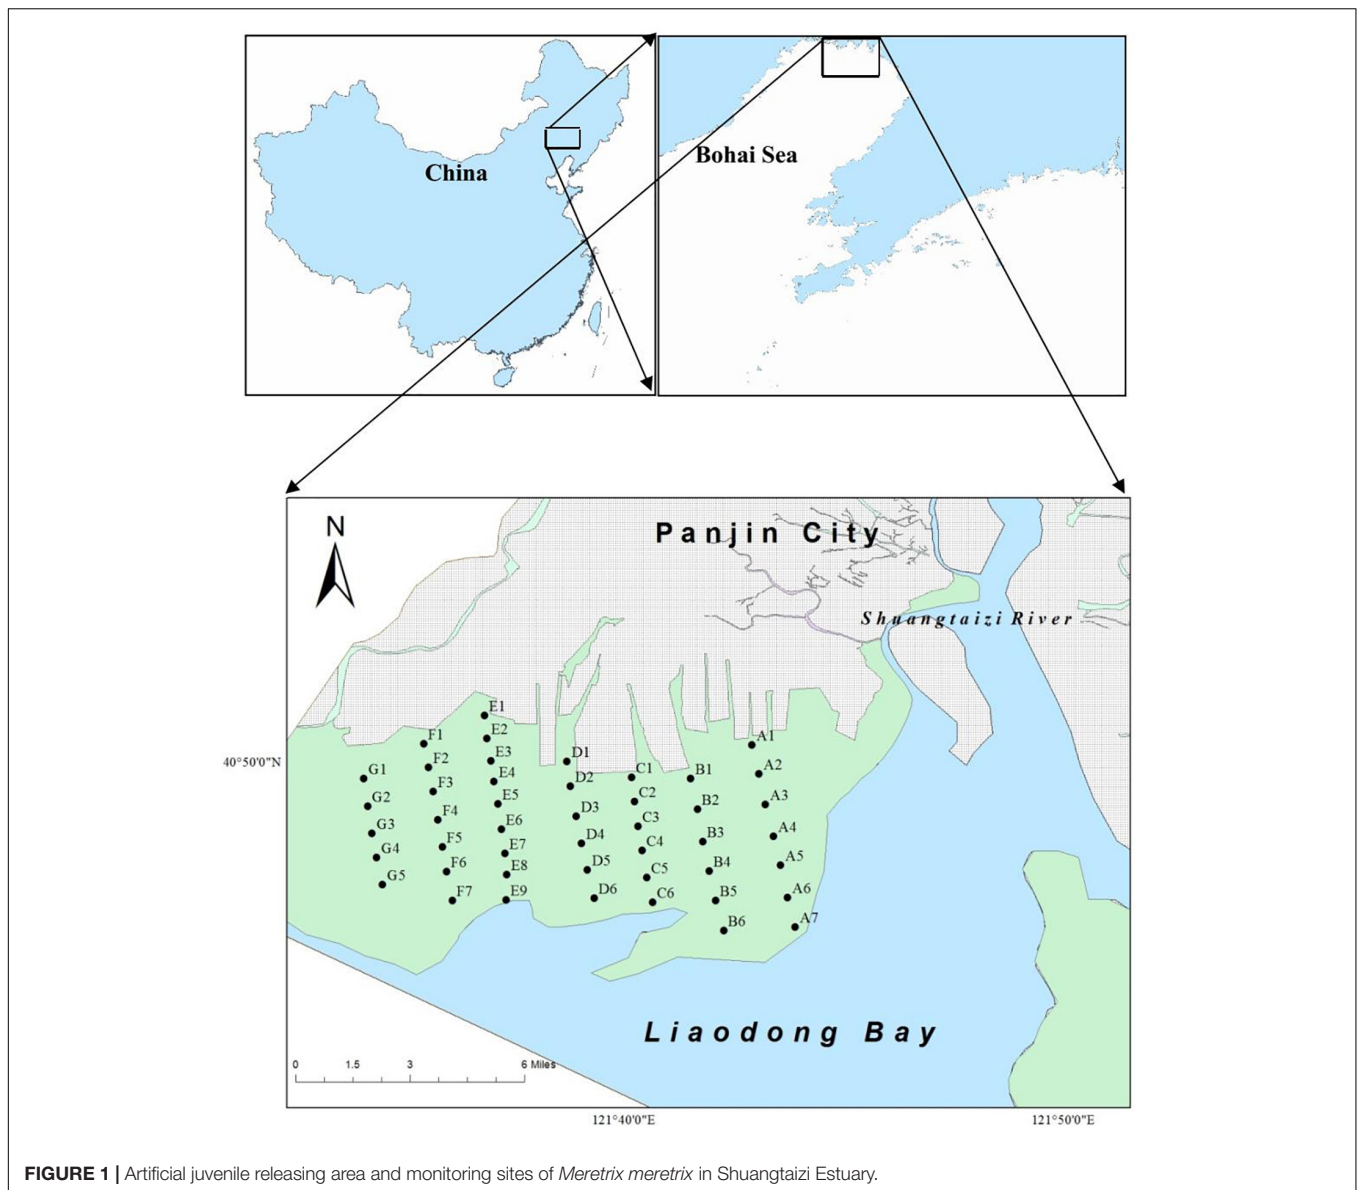 China
Bohai Sea
N
Panjin City
Shuangtaizi River
40°50'0"N
E1
E2
E3
E4
E5
E6
E7
E8
E9
F1
F2
F3
F4
F5
F6
F7
G1
G2
G3
G4
G5
D1
D2
D3
D4
D5
D6
C1
C2
C3
C4
C5
C6
B1
B2
B3
B4
B5
B6
A1
A2
A3
A4
A5
A6
A7
Liaodong Bay
0 1.5 3 6 Miles
121°40'0"E 121°50'0"E
FIGURE 1 | Artificial juvenile releasing area and monitoring sites of Meretrix meretrix in Shuangtaizi Estuary.